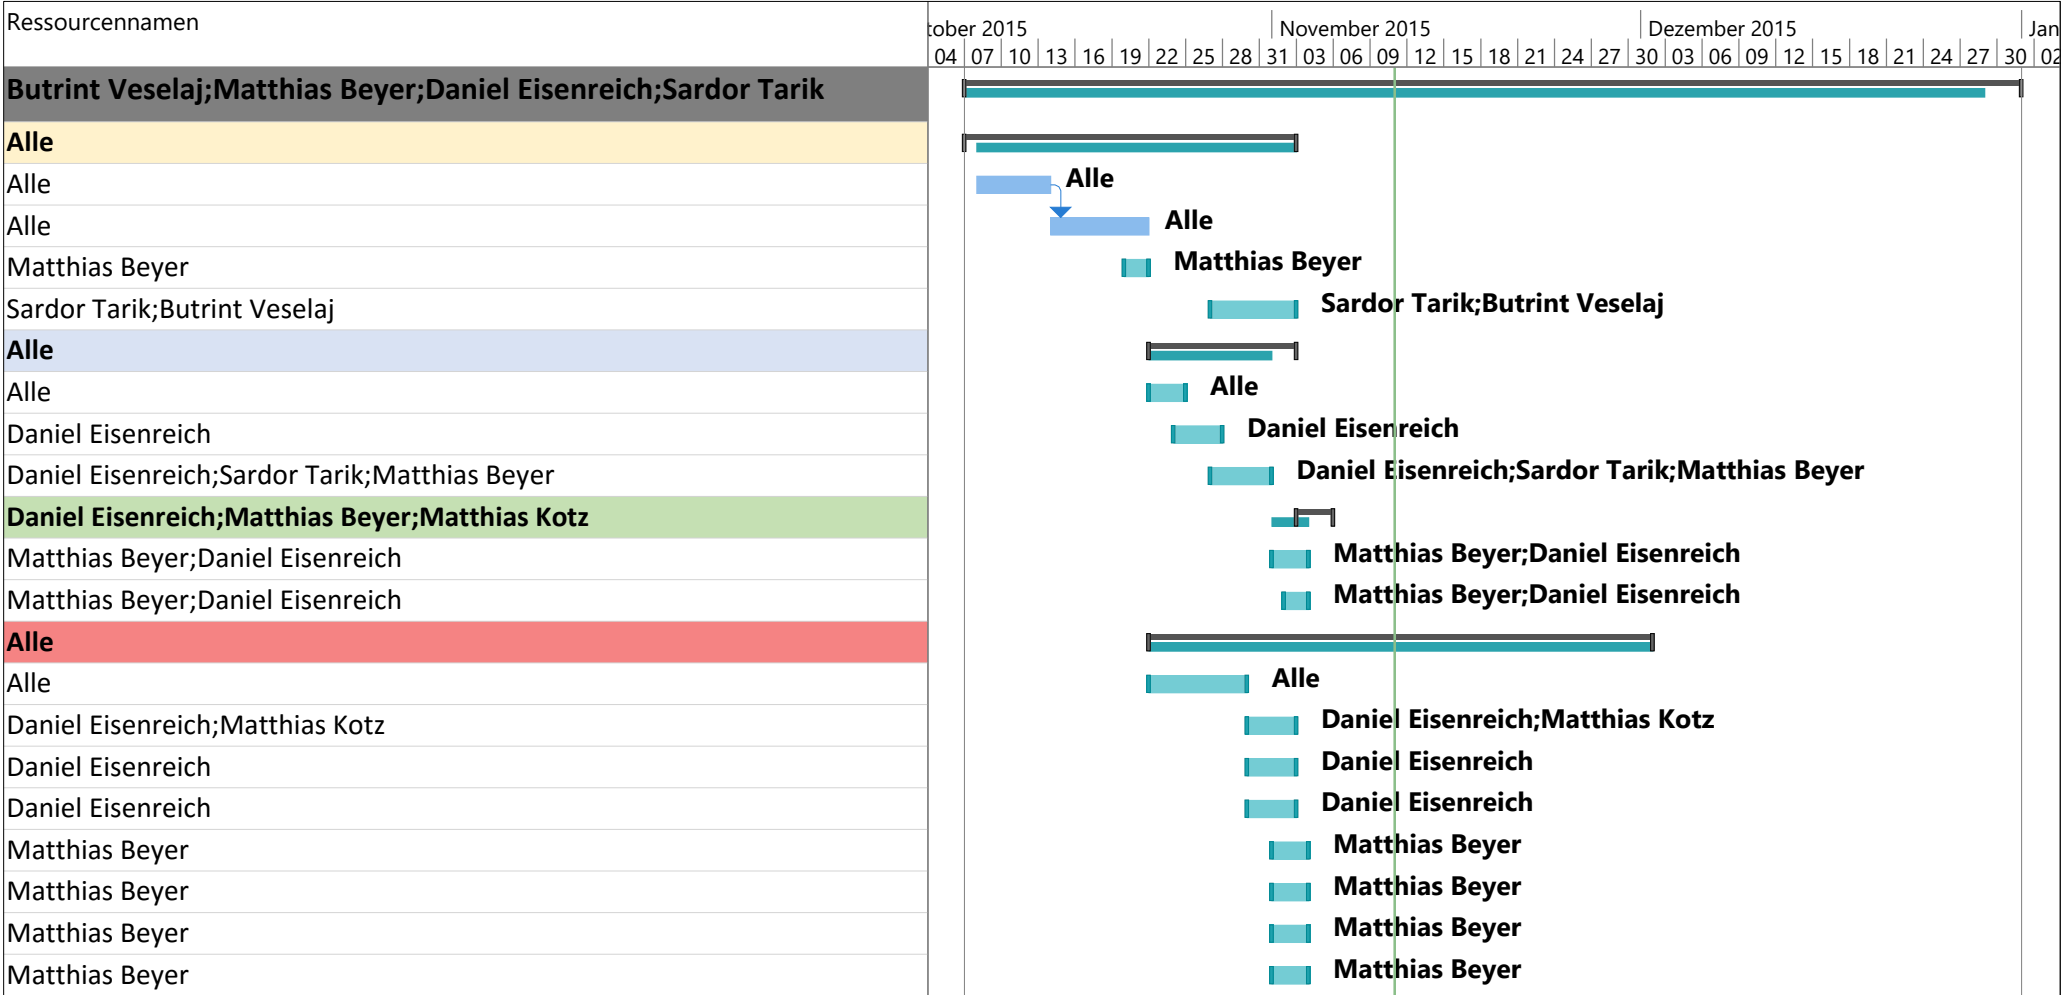 Ressourcennamen
tober 2015 November 2015 Dezember 2015 Jan
04 07 10 13 16 19 22 25 28 31 03 06 09 12 15 18 21 24 27 30 03 06 09 12 15 18 21 24 27 30 02
Butrint Veselaj;Matthias Beyer;Daniel Eisenreich;Sardor Tarik
Alle
Alle Alle
Alle Alle
Matthias Beyer Matthias Beyer
Sardor Tarik;Butrint Veselaj Sardor Tarik;Butrint Veselaj
Alle
Alle Alle
Daniel Eisenreich Daniel Eisenreich
Daniel Eisenreich;Sardor Tarik;Matthias Beyer Daniel Eisenreich;Sardor Tarik;Matthias Beyer
Daniel Eisenreich;Matthias Beyer;Matthias Kotz
Matthias Beyer;Daniel Eisenreich Matthias Beyer;Daniel Eisenreich
Matthias Beyer;Daniel Eisenreich Matthias Beyer;Daniel Eisenreich
Alle
Alle Alle
Daniel Eisenreich;Matthias Kotz Daniel Eisenreich;Matthias Kotz
Daniel Eisenreich Daniel Eisenreich
Daniel Eisenreich Daniel Eisenreich
Matthias Beyer Matthias Beyer
Matthias Beyer Matthias Beyer
Matthias Beyer Matthias Beyer
Matthias Beyer Matthias Beyer